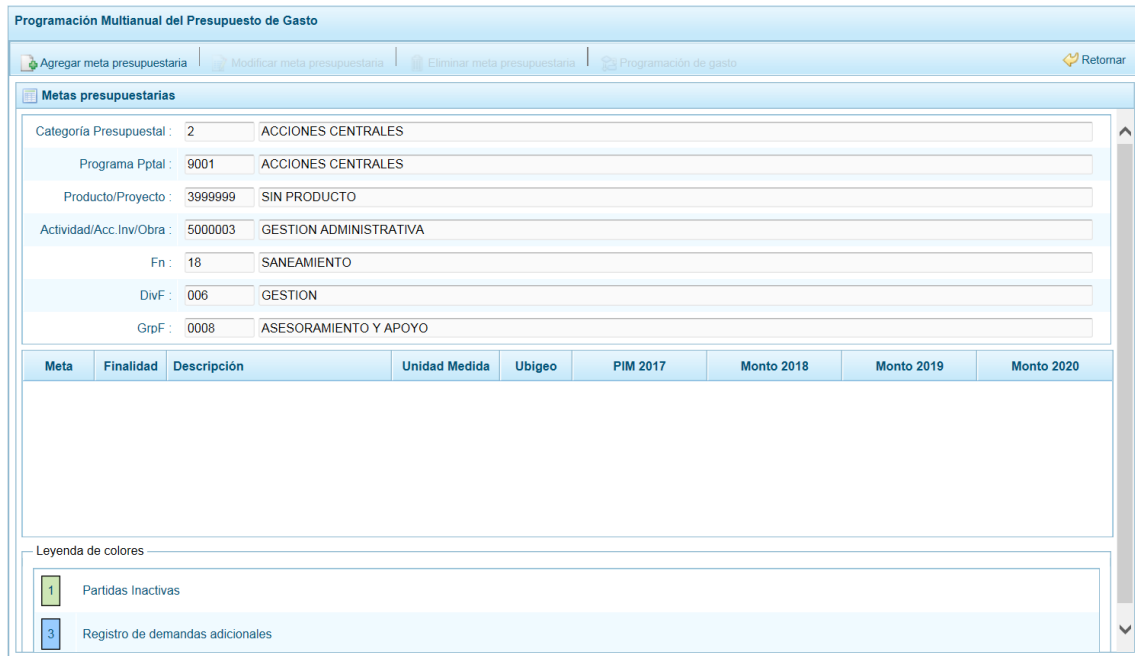 Programación Multianual del Presupuesto de Gasto
Agregar meta presupuestaria Modificar meta presupuestaria Eliminar meta presupuestaria Programación de gasto Retornar
Metas presupuestarias
Categoría Presupuestal : 2 ACCIONES CENTRALES
Programa Pptal : 9001 ACCIONES CENTRALES
Producto/Proyecto : 3999999 SIN PRODUCTO
Actividad/Acc.Inv/Obra : 5000003 GESTION ADMINISTRATIVA
Fn : 18 SANEAMIENTO
DivF : 006 GESTION
GrpF : 0008 ASESORAMIENTO Y APOYO
Meta Finalidad Descripción Unidad Medida Ubigeo PIM 2017 Monto 2018 Monto 2019 Monto 2020
Leyenda de colores
1 Partidas Inactivas
3 Registro de demandas adicionales